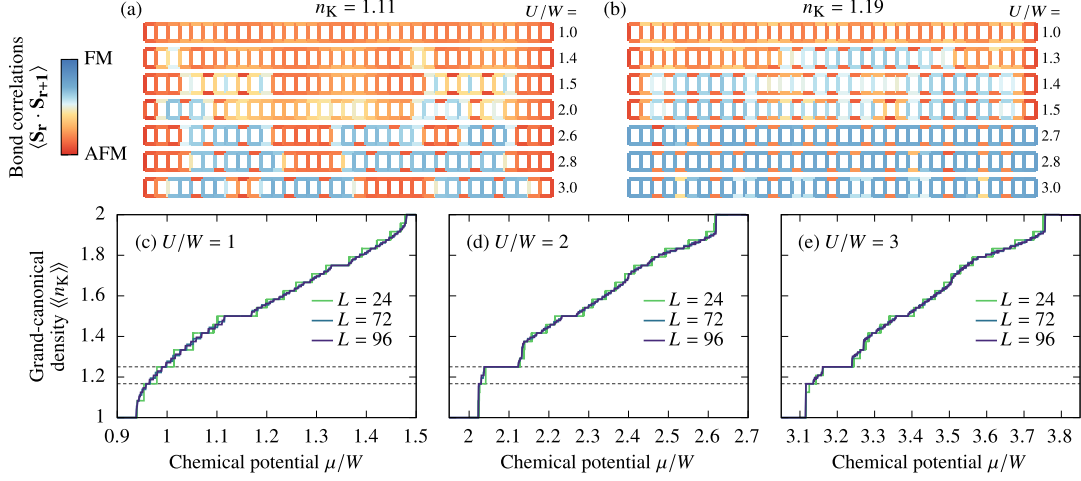 (a) n_K = 1.11 U/W =
(b) n_K = 1.19 U/W =
Bond correlations
⟨S_r · S_{r+1}⟩
FM
AFM
1.0
1.4
1.5
2.0
2.6
2.8
3.0
1.0
1.3
1.4
1.5
2.7
2.8
3.0
Grand-canonical
density ⟨⟨n_K⟩⟩
2
1.8
1.6
1.4
1.2
1
(c) U/W = 1
L = 24
L = 72
L = 96
0.9 1 1.1 1.2 1.3 1.4 1.5
Chemical potential μ/W
(d) U/W = 2
L = 24
L = 72
L = 96
2 2.1 2.2 2.3 2.4 2.5 2.6 2.7
Chemical potential μ/W
(e) U/W = 3
L = 24
L = 72
L = 96
3.1 3.2 3.3 3.4 3.5 3.6 3.7 3.8
Chemical potential μ/W